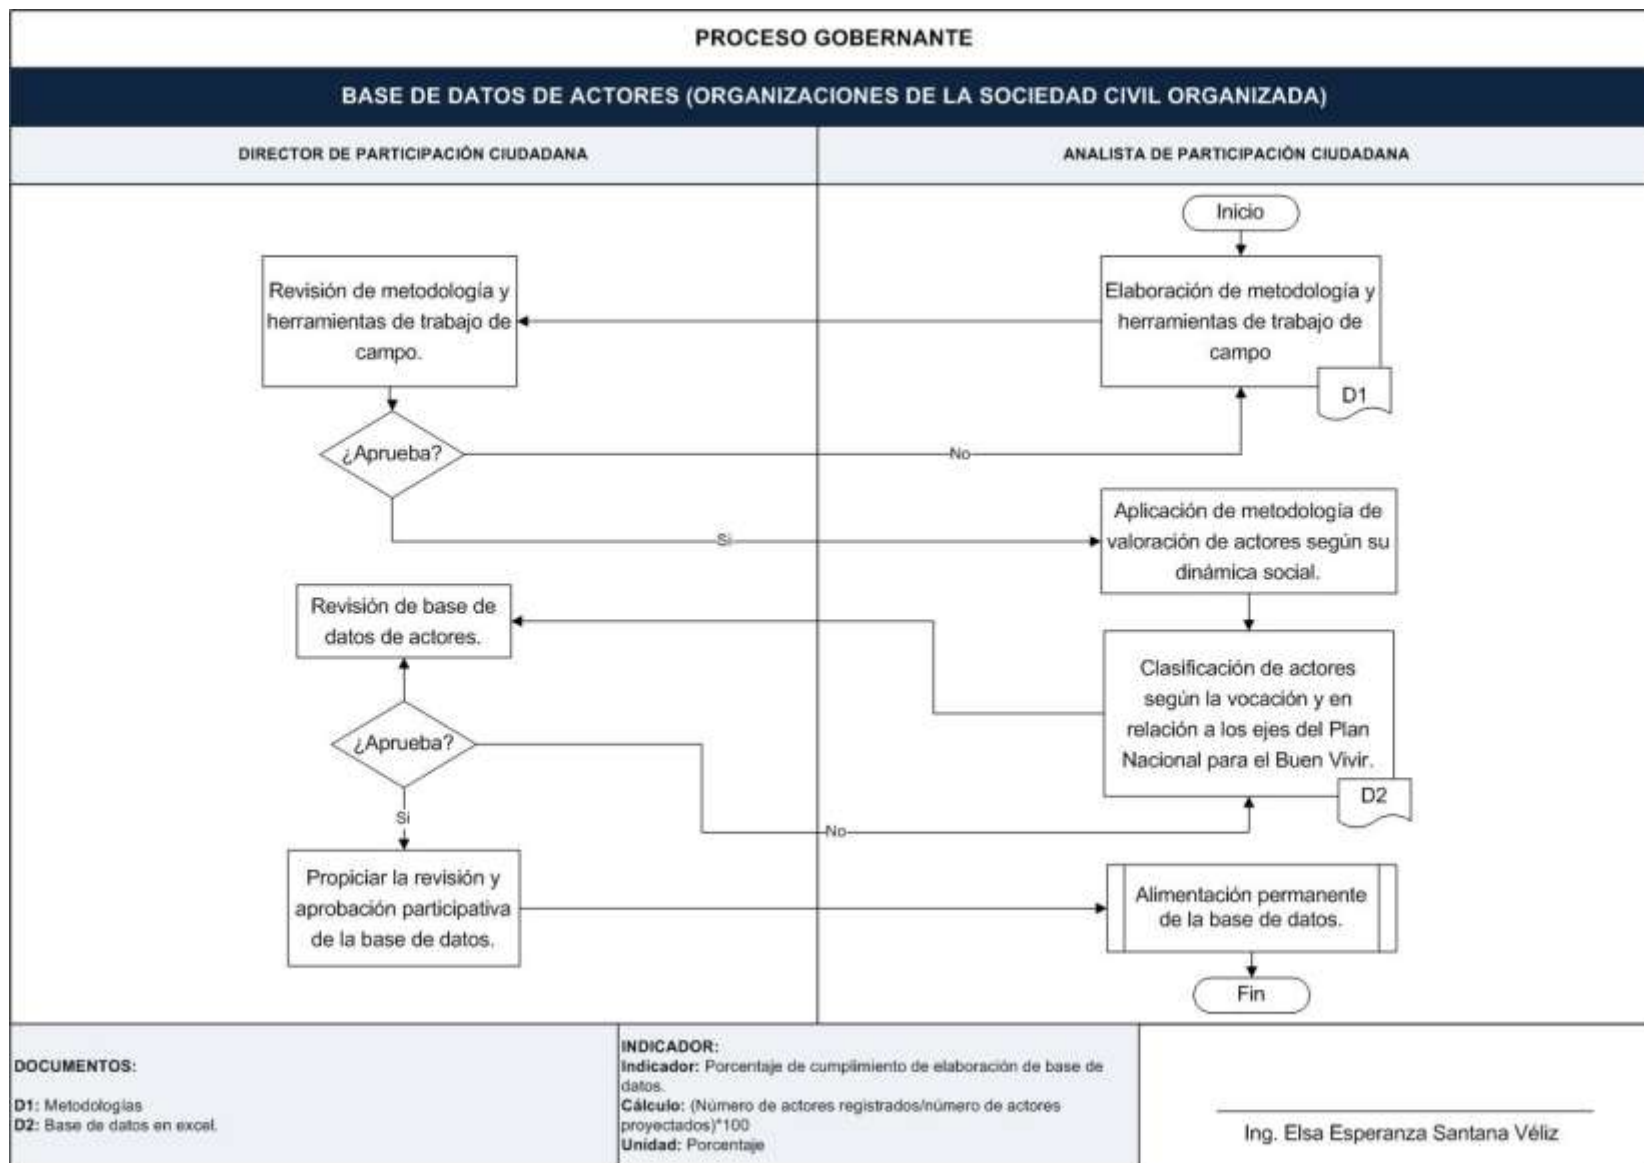 PROCESO GOBERNANTE
BASE DE DATOS DE ACTORES (ORGANIZACIONES DE LA SOCIEDAD CIVIL ORGANIZADA)
DIRECTOR DE PARTICIPACIÓN CIUDADANA
ANALISTA DE PARTICIPACIÓN CIUDADANA
Inicio
Revisión de metodología y
herramientas de trabajo de
campo.
Elaboración de metodología y
herramientas de trabajo de
campo
D1
¿Aprueba?
No
Si
Aplicación de metodología de
valoración de actores según su
dinámica social.
Revisión de base de
datos de actores.
Clasificación de actores
según la vocación y en
relación a los ejes del Plan
Nacional para el Buen Vivir.
D2
¿Aprueba?
Si
No
Propiciar la revisión y
aprobación participativa
de la base de datos.
Alimentación permanente
de la base de datos.
Fin
DOCUMENTOS:
D1: Metodologías
D2: Base de datos en excel.
INDICADOR:
Indicador: Porcentaje de cumplimiento de elaboración de base de
datos.
Cálculo: (Número de actores registrados/número de actores
proyectados)*100
Unidad: Porcentaje
Ing. Elsa Esperanza Santana Véliz